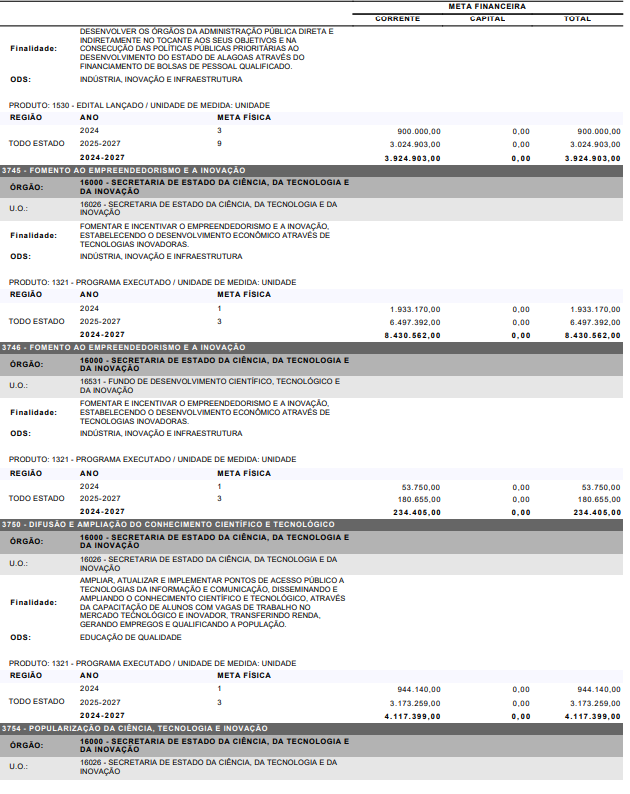 META FINANCEIRA
CORRENTE CAPITAL TOTAL
DESENVOLVER OS ÓRGÃOS DA ADMINISTRAÇÃO PÚBLICA DIRETA E
INDIRETAMENTE NO TOCANTE AOS SEUS OBJETIVOS E NA
Finalidade: CONSECUÇÃO DAS POLÍTICAS PÚBLICAS PRIORITÁRIAS AO
DESENVOLVIMENTO DO ESTADO DE ALAGOAS ATRAVÉS DO
FINANCIAMENTO DE BOLSAS DE PESSOAL QUALIFICADO.
ODS: INDÚSTRIA, INOVAÇÃO E INFRAESTRUTURA
PRODUTO: 1530 - EDITAL LANÇADO / UNIDADE DE MEDIDA: UNIDADE
REGIÃO ANO META FÍSICA
2024 3 900.000,00 0,00 900.000,00
TODO ESTADO 2025-2027 9 3.024.903,00 0,00 3.024.903,00
2024-2027 3.924.903,00 0,00 3.924.903,00
3745 - FOMENTO AO EMPREENDEDORISMO E A INOVAÇÃO
ÓRGÃO: 16000 - SECRETARIA DE ESTADO DA CIÊNCIA, DA TECNOLOGIA E
DA INOVAÇÃO
U.O.: 16026 - SECRETARIA DE ESTADO DA CIÊNCIA, DA TECNOLOGIA E DA
INOVAÇÃO
FOMENTAR E INCENTIVAR O EMPREENDEDORISMO E A INOVAÇÃO,
Finalidade: ESTABELECENDO O DESENVOLVIMENTO ECONÔMICO ATRAVÉS DE
TECNOLOGIAS INOVADORAS.
ODS: INDÚSTRIA, INOVAÇÃO E INFRAESTRUTURA
PRODUTO: 1321 - PROGRAMA EXECUTADO / UNIDADE DE MEDIDA: UNIDADE
REGIÃO ANO META FÍSICA
2024 1 1.933.170,00 0,00 1.933.170,00
TODO ESTADO 2025-2027 3 6.497.392,00 0,00 6.497.392,00
2024-2027 8.430.562,00 0,00 8.430.562,00
3746 - FOMENTO AO EMPREENDEDORISMO E A INOVAÇÃO
ÓRGÃO: 16000 - SECRETARIA DE ESTADO DA CIÊNCIA, DA TECNOLOGIA E
DA INOVAÇÃO
U.O.: 16531 - FUNDO DE DESENVOLVIMENTO CIENTÍFICO, TECNOLÓGICO E
DA INOVAÇÃO
FOMENTAR E INCENTIVAR O EMPREENDEDORISMO E A INOVAÇÃO,
Finalidade: ESTABELECENDO O DESENVOLVIMENTO ECONÔMICO ATRAVÉS DE
TECNOLOGIAS INOVADORAS.
ODS: INDÚSTRIA, INOVAÇÃO E INFRAESTRUTURA
PRODUTO: 1321 - PROGRAMA EXECUTADO / UNIDADE DE MEDIDA: UNIDADE
REGIÃO ANO META FÍSICA
2024 1 53.750,00 0,00 53.750,00
TODO ESTADO 2025-2027 3 180.655,00 0,00 180.655,00
2024-2027 234.405,00 0,00 234.405,00
3750 - DIFUSÃO E AMPLIAÇÃO DO CONHECIMENTO CIENTÍFICO E TECNOLÓGICO
ÓRGÃO: 16000 - SECRETARIA DE ESTADO DA CIÊNCIA, DA TECNOLOGIA E
DA INOVAÇÃO
U.O.: 16026 - SECRETARIA DE ESTADO DA CIÊNCIA, DA TECNOLOGIA E DA
INOVAÇÃO
AMPLIAR, ATUALIZAR E IMPLEMENTAR PONTOS DE ACESSO PÚBLICO A
TECNOLOGIAS DA INFORMAÇÃO E COMUNICAÇÃO, DISSEMINANDO E
Finalidade: AMPLIANDO O CONHECIMENTO CIENTÍFICO E TECNOLÓGICO, ATRAVÉS
DA CAPACITAÇÃO DE ALUNOS COM VAGAS DE TRABALHO NO
MERCADO TECNOLÓGICO E INOVADOR, TRANSFERINDO RENDA,
GERANDO EMPREGOS E QUALIFICANDO A POPULAÇÃO.
ODS: EDUCAÇÃO DE QUALIDADE
PRODUTO: 1321 - PROGRAMA EXECUTADO / UNIDADE DE MEDIDA: UNIDADE
REGIÃO ANO META FÍSICA
2024 1 944.140,00 0,00 944.140,00
TODO ESTADO 2025-2027 3 3.173.259,00 0,00 3.173.259,00
2024-2027 4.117.399,00 0,00 4.117.399,00
3754 - POPULARIZAÇÃO DA CIÊNCIA, TECNOLOGIA E INOVAÇÃO
ÓRGÃO: 16000 - SECRETARIA DE ESTADO DA CIÊNCIA, DA TECNOLOGIA E
DA INOVAÇÃO
U.O.: 16026 - SECRETARIA DE ESTADO DA CIÊNCIA, DA TECNOLOGIA E DA
INOVAÇÃO